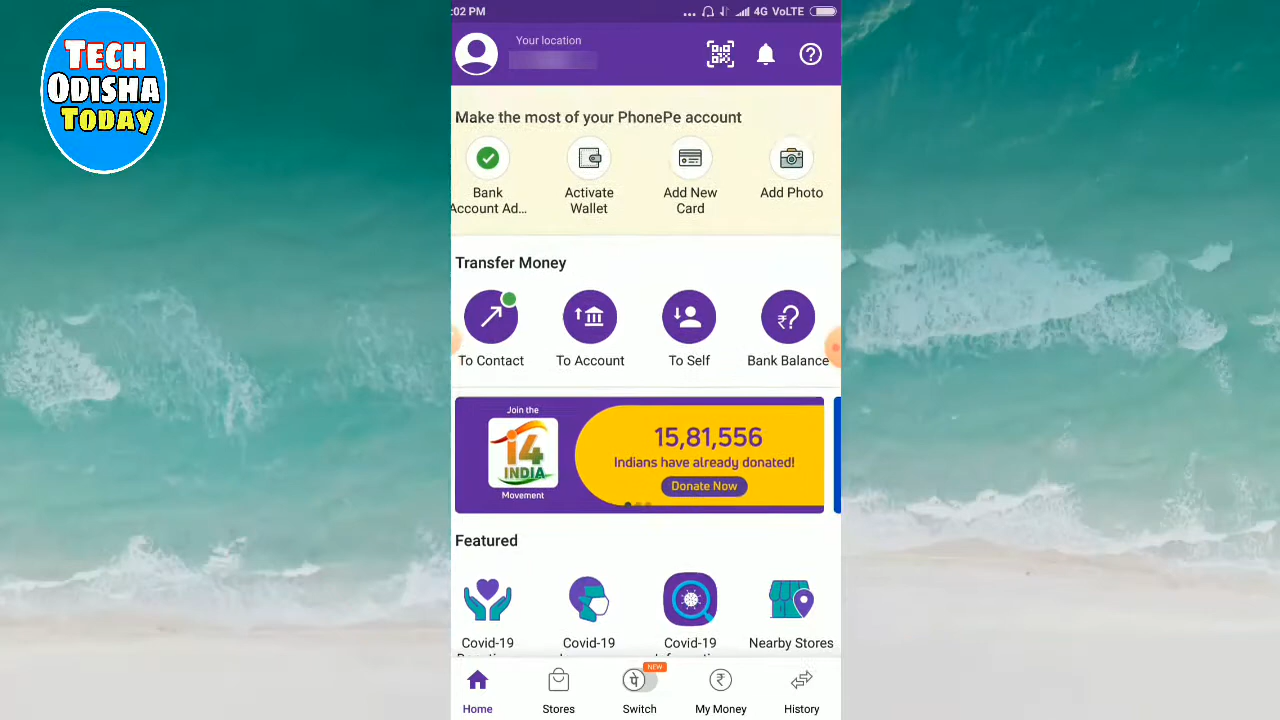 TECH
ODISHA
TODAY
:02 PM
4G VoLTE
Your location
Make the most of your PhonePe account
Bank
Account Ad...
Activate
Wallet
Add New
Card
Add Photo
Transfer Money
To Contact
To Account
To Self
Bank Balance
Join the
i4
INDIA
Movement
15,81,556
Indians have already donated!
Donate Now
Featured
Covid-19
Covid-19
Covid-19
Nearby Stores
NEW
पे
Home
Stores
Switch
My Money
History